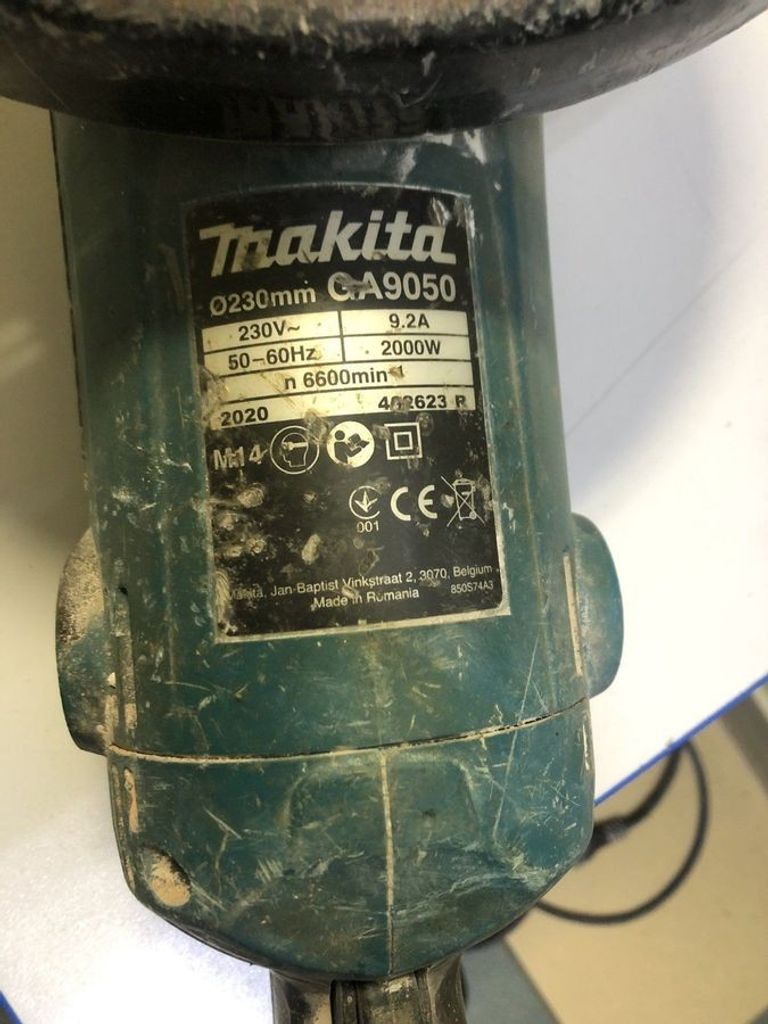 makita
Ø230mm GA9050
230V~ 9.2A
50-60Hz 2000W
n 6600min⁻¹
2020 R
M14
001 CE
Makita, Jan-Baptist Vinkstraat 2, 3070, Belgium
Made in Romania 850S74A3